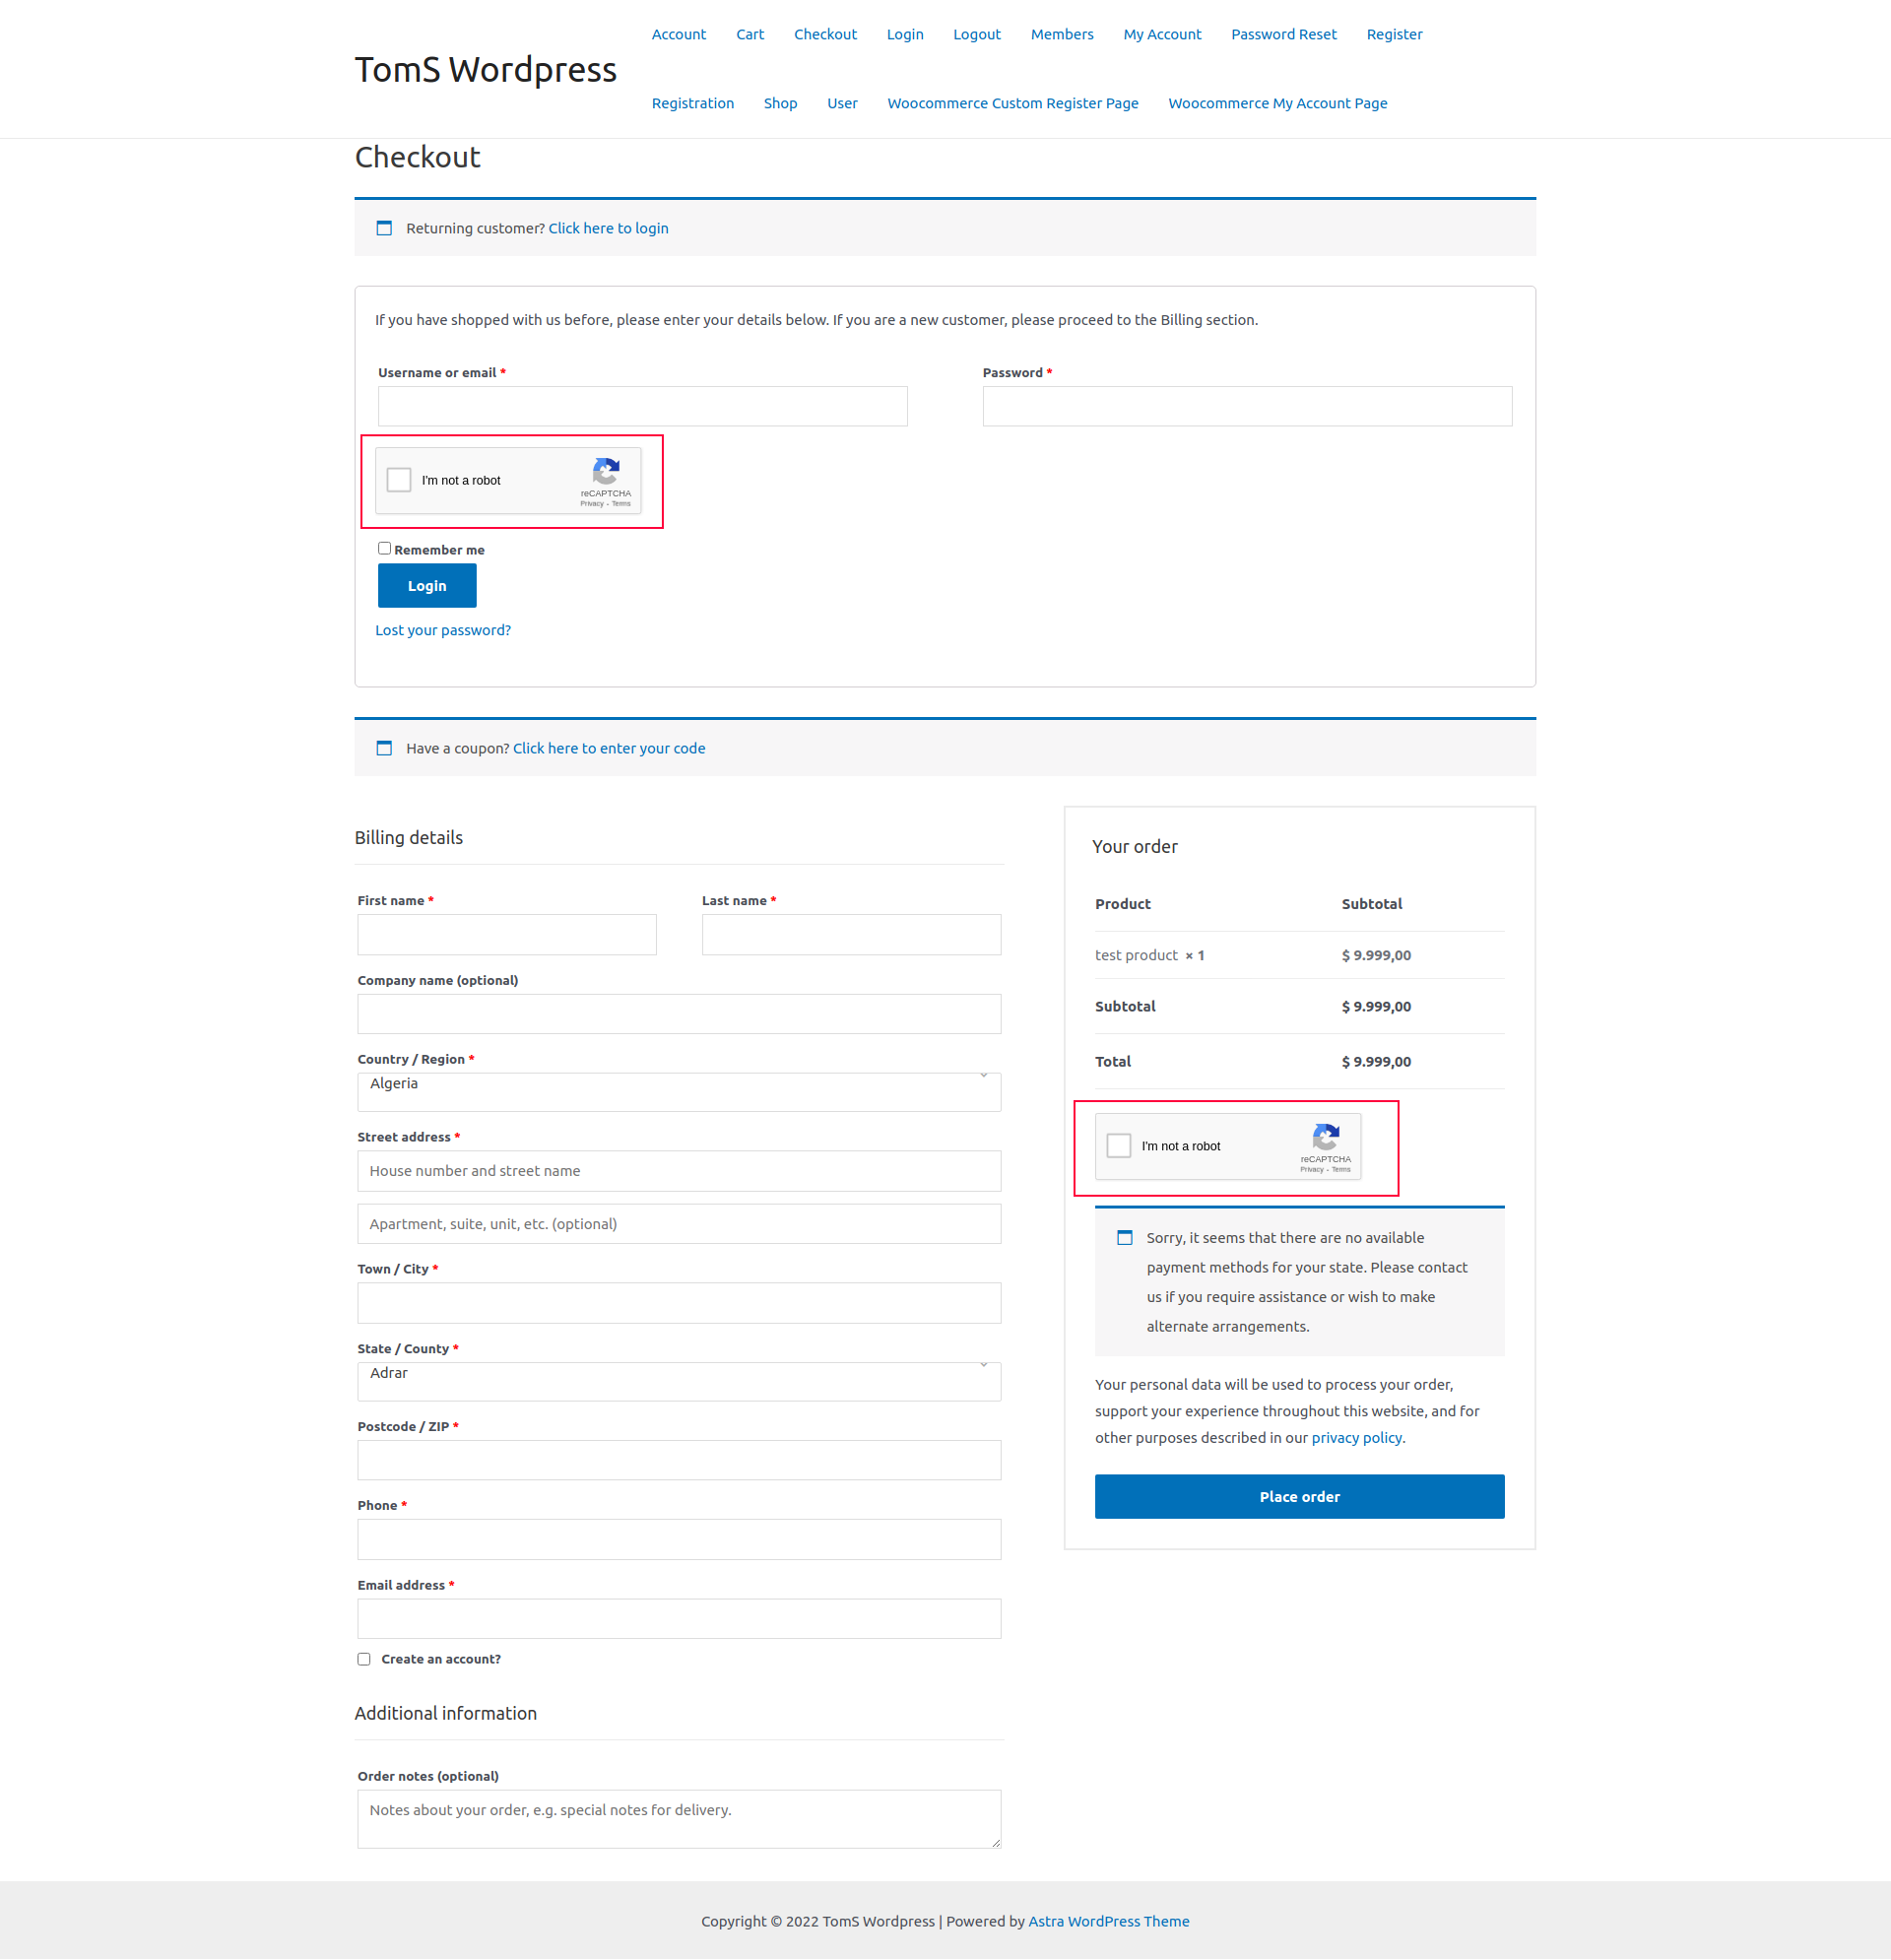 TomS Wordpress
Account Cart Checkout Login Logout Members My Account Password Reset Register
Registration Shop User Woocommerce Custom Register Page Woocommerce My Account Page
Checkout
Returning customer? Click here to login
If you have shopped with us before, please enter your details below. If you are a new customer, please proceed to the Billing section.
Username or email *
Password *
I'm not a robot
reCAPTCHA
Privacy - Terms
Remember me
Login
Lost your password?
Have a coupon? Click here to enter your code
Billing details
First name *
Last name *
Company name (optional)
Country / Region *
Algeria
Street address *
House number and street name
Apartment, suite, unit, etc. (optional)
Town / City *
State / County *
Adrar
Postcode / ZIP *
Phone *
Email address *
Create an account?
Additional information
Order notes (optional)
Notes about your order, e.g. special notes for delivery.
Your order
Product Subtotal
test product × 1 $ 9.999,00
Subtotal $ 9.999,00
Total $ 9.999,00
I'm not a robot
reCAPTCHA
Privacy - Terms
Sorry, it seems that there are no available
payment methods for your state. Please contact
us if you require assistance or wish to make
alternate arrangements.
Your personal data will be used to process your order,
support your experience throughout this website, and for
other purposes described in our privacy policy.
Place order
Copyright © 2022 TomS Wordpress | Powered by Astra WordPress Theme